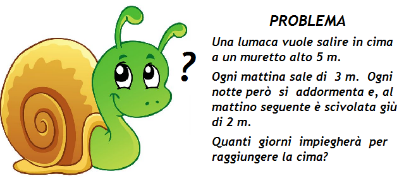 ?
PROBLEMA
Una lumaca vuole salire in cima
a un muretto alto 5 m.
Ogni mattina sale di 3 m. Ogni
notte però si addormenta e, al
mattino seguente è scivolata giù
di 2 m.
Quanti giorni impiegherà per
raggiungere la cima?